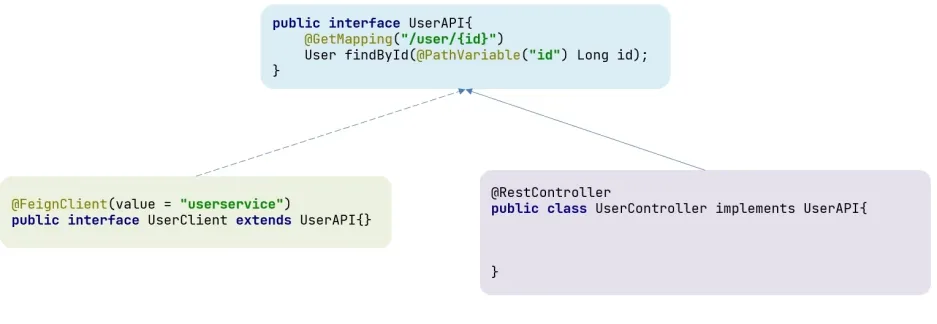 public interface UserAPI{
    @GetMapping("/user/{id}")
    User findById(@PathVariable("id") Long id);
}
@FeignClient(value = "userservice")
public interface UserClient extends UserAPI{}
@RestController
public class UserController implements UserAPI{
}